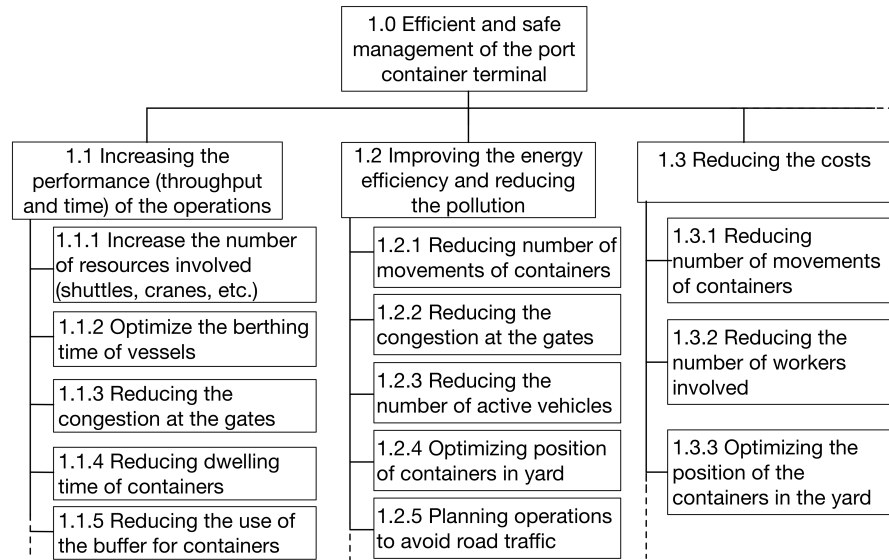 1.0 Efficient and safe
management of the port
container terminal
1.1 Increasing the
performance (throughput
and time) of the operations
1.1.1 Increase the number
of resources involved
(shuttles, cranes, etc.)
1.1.2 Optimize the berthing
time of vessels
1.1.3 Reducing the
congestion at the gates
1.1.4 Reducing dwelling
time of containers
1.1.5 Reducing the use of
the buffer for containers
1.2 Improving the energy
efficiency and reducing
the pollution
1.2.1 Reducing number of
movements of containers
1.2.2 Reducing the
congestion at the gates
1.2.3 Reducing the
number of active vehicles
1.2.4 Optimizing position
of containers in yard
1.2.5 Planning operations
to avoid road traffic
1.3 Reducing the costs
1.3.1 Reducing
number of movements
of containers
1.3.2 Reducing the
number of workers
involved
1.3.3 Optimizing the
position of the
containers in the yard